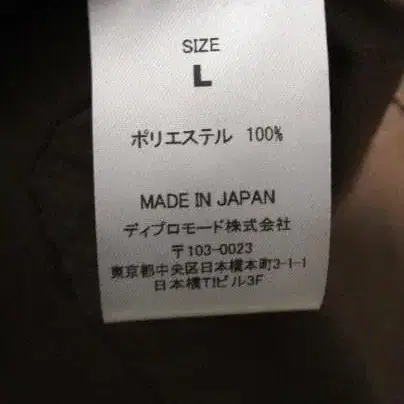 SIZE
L
ポリエステル 100%
MADE IN JAPAN
ディプロモード株式会社
〒103-0023
東京都中央区日本橋本町3-1-1
日本橋TIビル3F